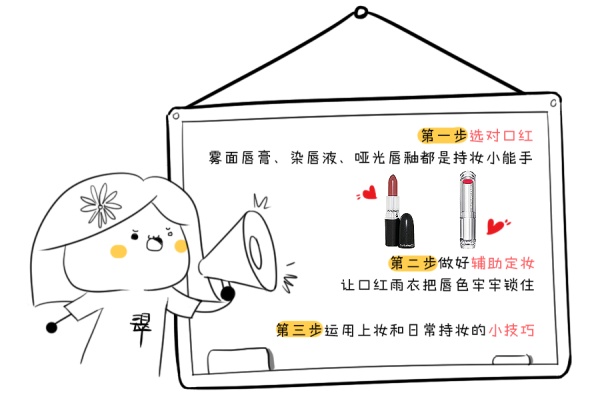 第一步选对口红
雾面唇膏、染唇液、哑光唇釉都是持妆小能手
第二步做好辅助定妆
让口红雨衣把唇色牢牢锁住
第三步运用上妆和日常持妆的小技巧
翠